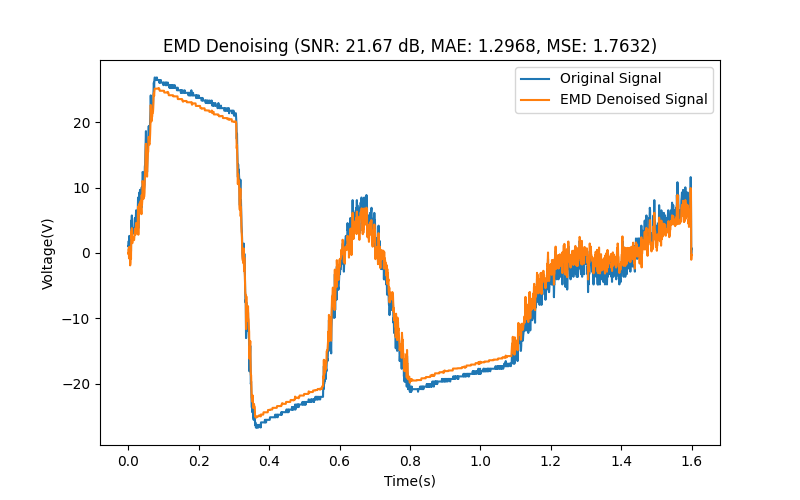 EMD Denoising (SNR: 21.67 dB, MAE: 1.2968, MSE: 1.7632)
Original Signal
EMD Denoised Signal
20
10
0
−10
−20
Voltage(V)
0.0 0.2 0.4 0.6 0.8 1.0 1.2 1.4 1.6
Time(s)